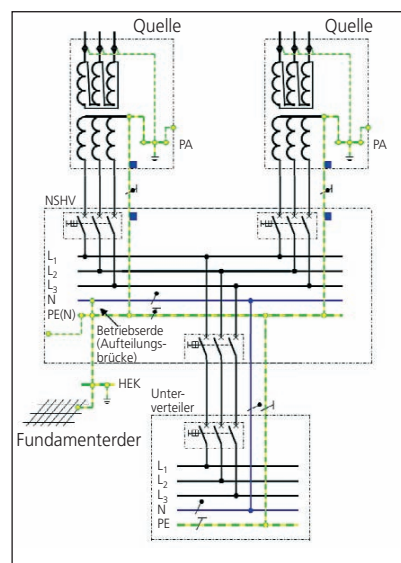 Quelle
Quelle
PA
PA
NSHV
L1
L2
L3
N
PE(N)
Betriebserde
(Aufteilungs-
brücke)
HEK
Fundamenterder
Unter-
verteiler
L1
L2
L3
N
PE